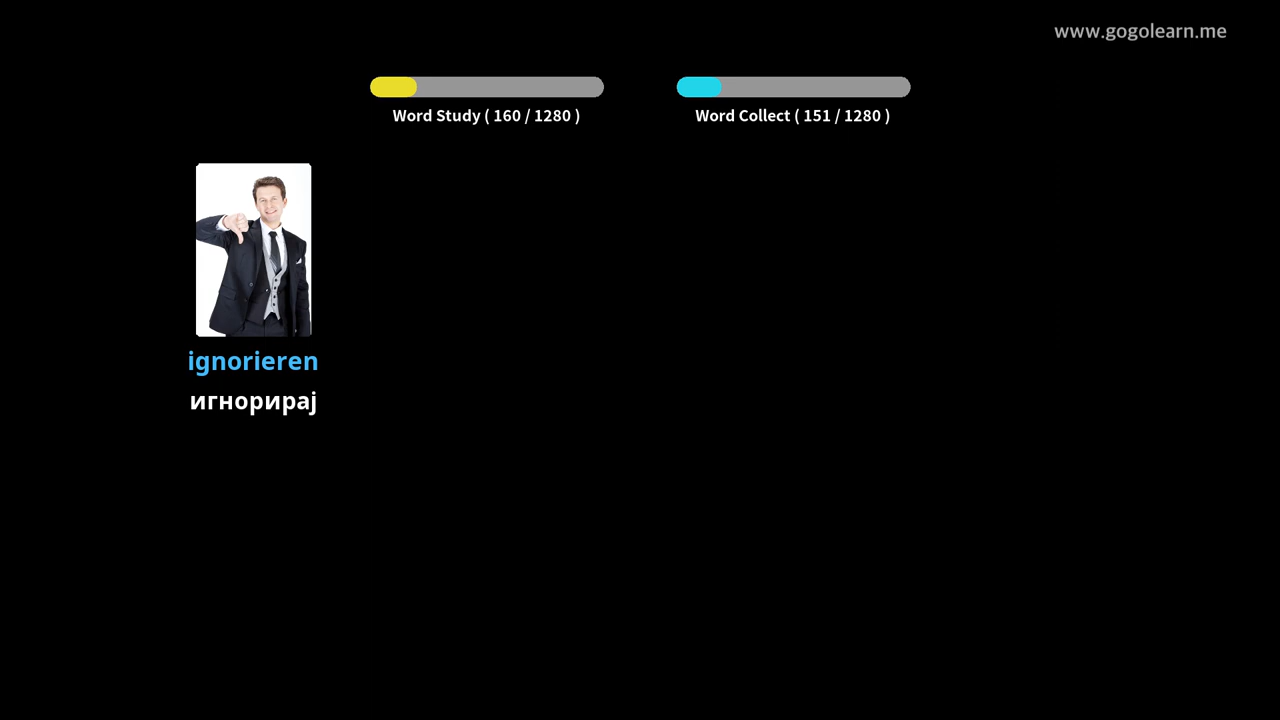 www.gogolearn.me
Word Study ( 160 / 1280 )
Word Collect ( 151 / 1280 )
ignorieren
игнорирај